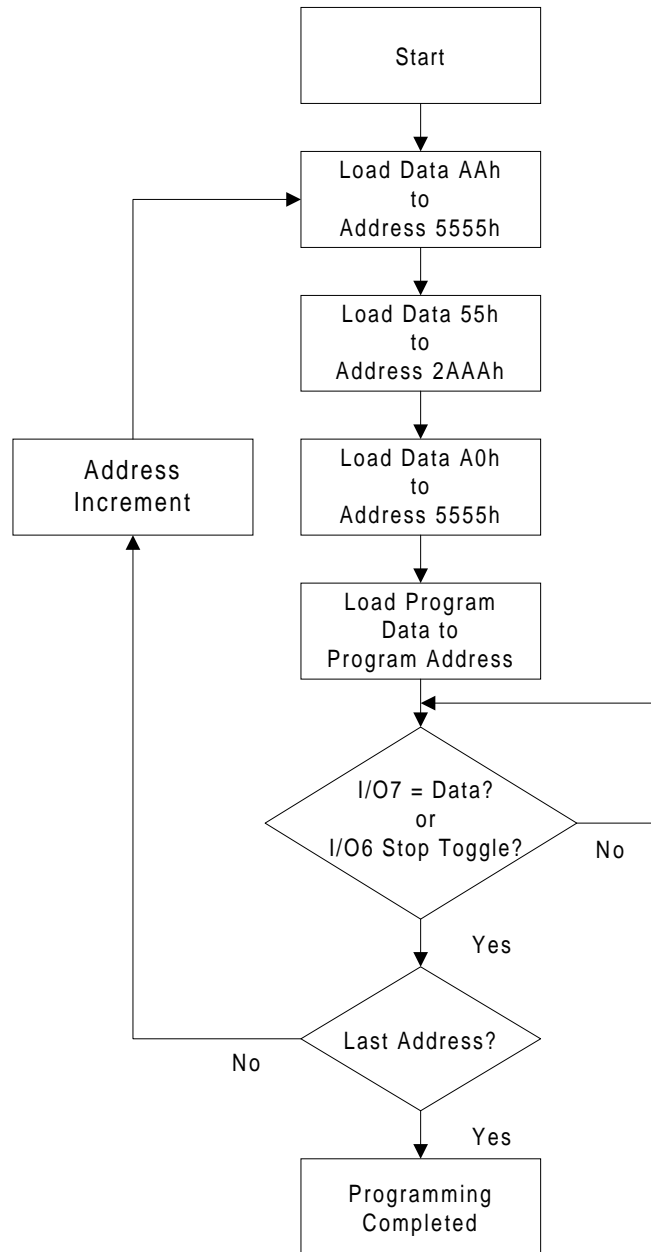 Start
Load Data AAh
to
Address 5555h
Load Data 55h
to
Address 2AAAh
Address
Increment
Load Data A0h
to
Address 5555h
Load Program
Data to
Program Address
I/O7 = Data?
or
I/O6 Stop Toggle?
No
Yes
Last Address?
No
Yes
Programming
Completed